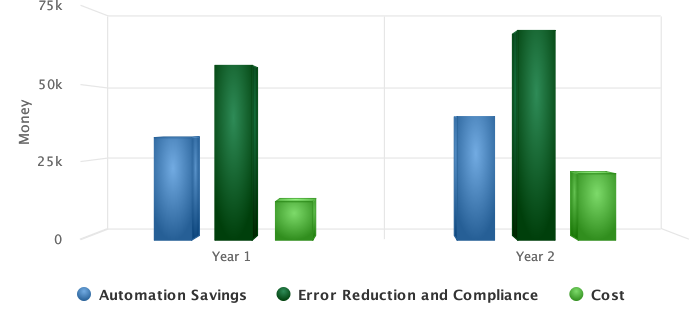 75k
50k
25k
0
Money
Year 1 Year 2
Automation Savings Error Reduction and Compliance Cost